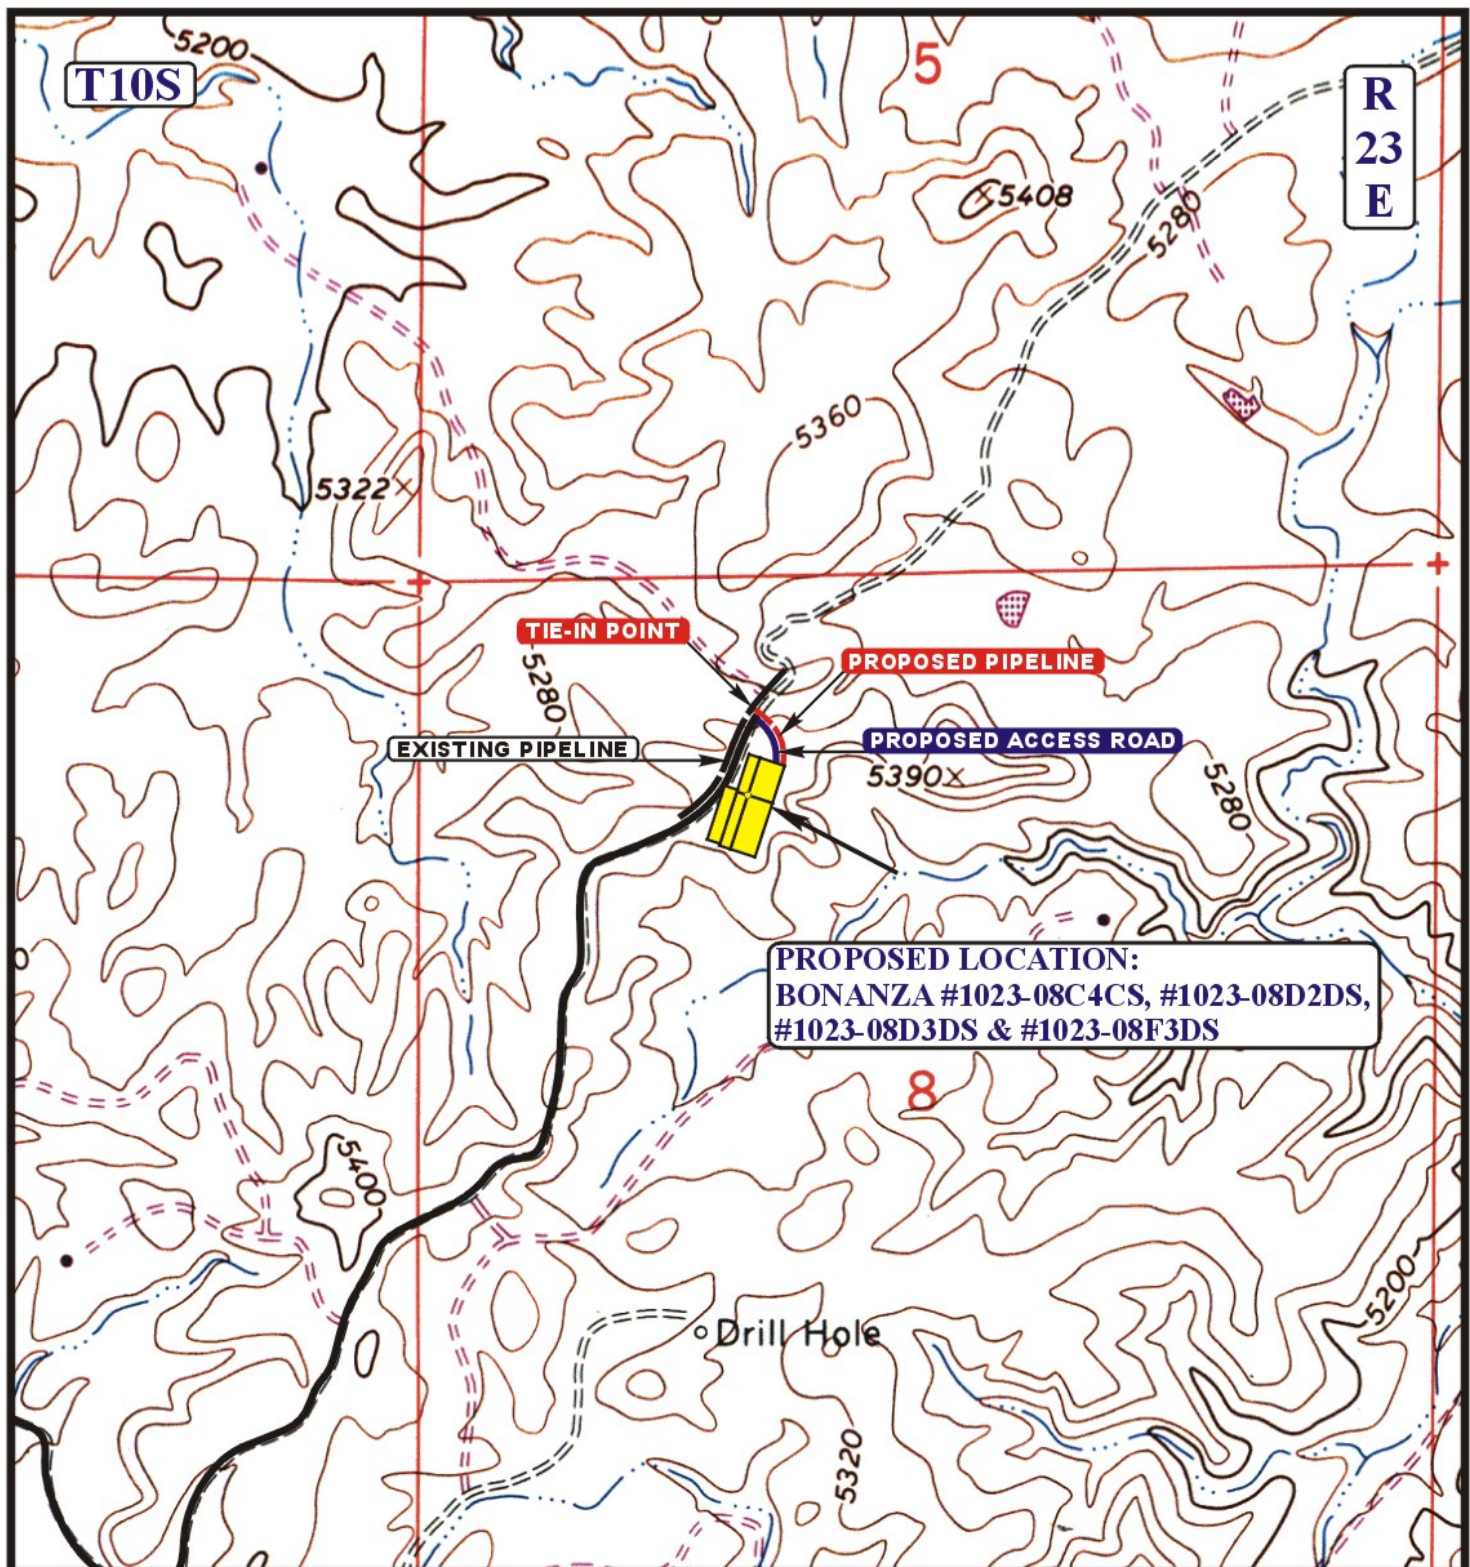 5200
T10S
5
R
23
E
5408
5280
5360
5322
TIE-IN POINT
PROPOSED PIPELINE
5280
EXISTING PIPELINE
PROPOSED ACCESS ROAD
5390
5280
PROPOSED LOCATION:
BONANZA #1023-08C4CS, #1023-08D2DS,
#1023-08D3DS & #1023-08F3DS
8
5400
5200
Drill Hole
5320